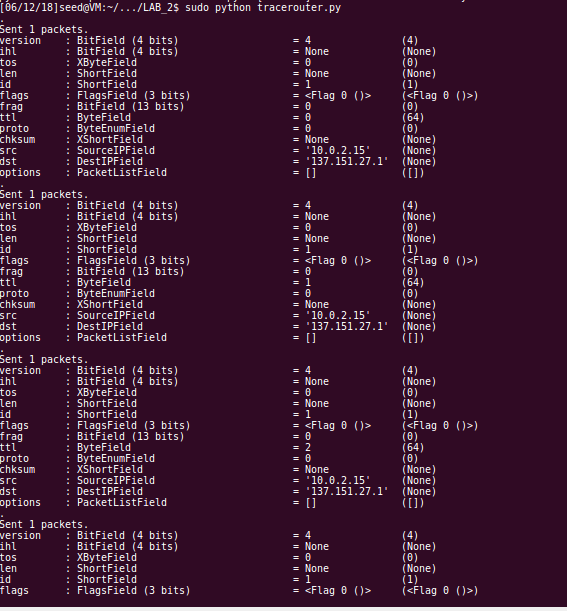 [06/12/18]seed@VM:~/.../LAB_2$ sudo python tracerouter.py
.
Sent 1 packets.
version : BitField (4 bits) = 4 (4)
ihl : BitField (4 bits) = None (None)
tos : XByteField = 0 (0)
len : ShortField = None (None)
id : ShortField = 1 (1)
flags : FlagsField (3 bits) = <Flag 0 ()> (<Flag 0 ()>)
frag : BitField (13 bits) = 0 (0)
ttl : ByteField = 0 (64)
proto : ByteEnumField = 0 (0)
chksum : XShortField = None (None)
src : SourceIPField = '10.0.2.15' (None)
dst : DestIPField = '137.151.27.1' (None)
options : PacketListField = [] ([])
.
Sent 1 packets.
version : BitField (4 bits) = 4 (4)
ihl : BitField (4 bits) = None (None)
tos : XByteField = 0 (0)
len : ShortField = None (None)
id : ShortField = 1 (1)
flags : FlagsField (3 bits) = <Flag 0 ()> (<Flag 0 ()>)
frag : BitField (13 bits) = 0 (0)
ttl : ByteField = 1 (64)
proto : ByteEnumField = 0 (0)
chksum : XShortField = None (None)
src : SourceIPField = '10.0.2.15' (None)
dst : DestIPField = '137.151.27.1' (None)
options : PacketListField = [] ([])
.
Sent 1 packets.
version : BitField (4 bits) = 4 (4)
ihl : BitField (4 bits) = None (None)
tos : XByteField = 0 (0)
len : ShortField = None (None)
id : ShortField = 1 (1)
flags : FlagsField (3 bits) = <Flag 0 ()> (<Flag 0 ()>)
frag : BitField (13 bits) = 0 (0)
ttl : ByteField = 2 (64)
proto : ByteEnumField = 0 (0)
chksum : XShortField = None (None)
src : SourceIPField = '10.0.2.15' (None)
dst : DestIPField = '137.151.27.1' (None)
options : PacketListField = [] ([])
.
Sent 1 packets.
version : BitField (4 bits) = 4 (4)
ihl : BitField (4 bits) = None (None)
tos : XByteField = 0 (0)
len : ShortField = None (None)
id : ShortField = 1 (1)
flags : FlagsField (3 bits) = <Flag 0 ()> (<Flag 0 ()>)